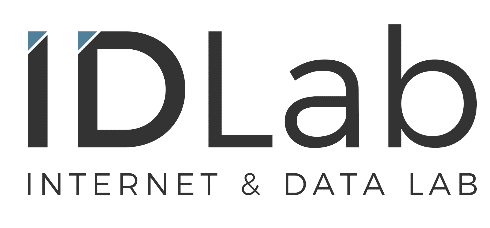 IDLab
INTERNET & DATA LAB